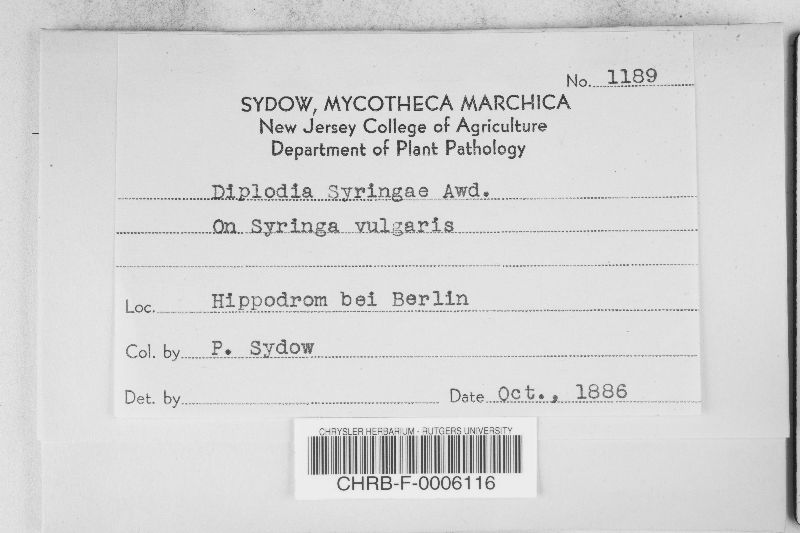 No. 1189
SYDOW, MYCOTHECA MARCHICA
New Jersey College of Agriculture
Department of Plant Pathology
Diplodia Syringae Awd.
On Syringa vulgaris
Loc. Hippodrom bei Berlin
Col. by P. Sydow
Det. by Date Oct., 1886
CHRYSLER HERBARIUM - RUTGERS UNIVERSITY
CHRB-F-0006116